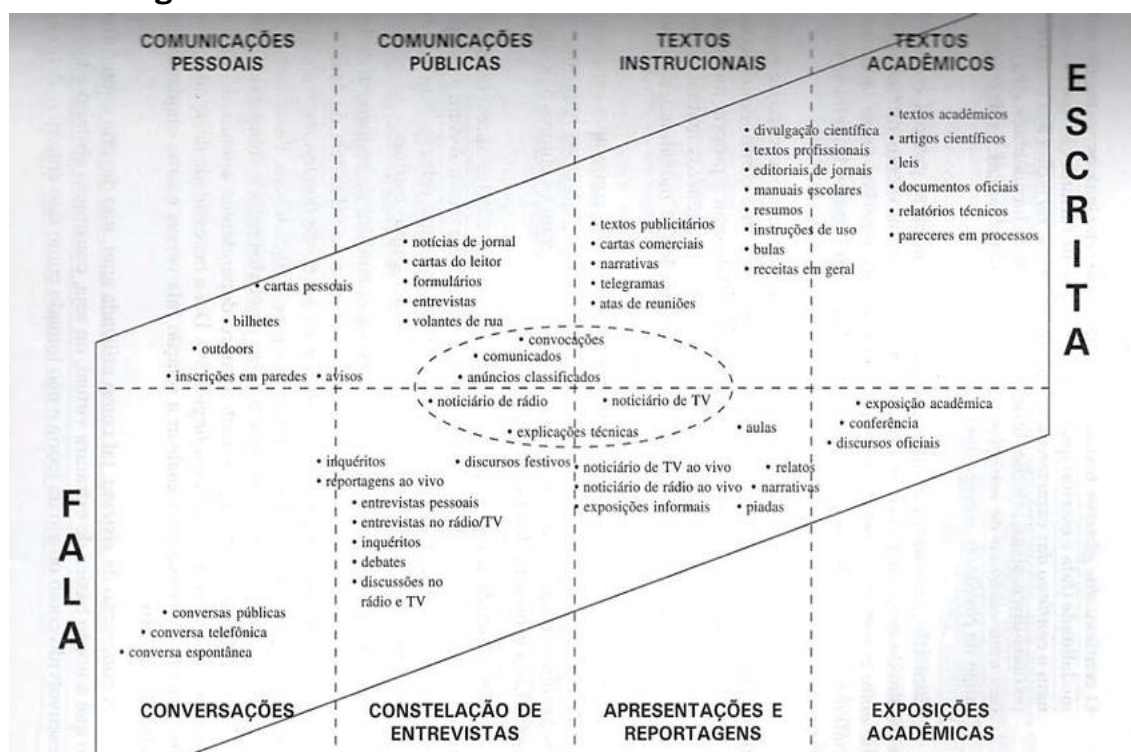 COMUNICAÇÕES
PESSOAIS
COMUNICAÇÕES
PÚBLICAS
TEXTOS
INSTRUCIONAIS
TEXTOS
ACADÊMICOS
ESCRITA
• cartas pessoais
• bilhetes
• outdoors
• inscrições em paredes
• avisos
• notícias de jornal
• cartas do leitor
• formulários
• entrevistas
• volantes de rua
• convocações
• comunicados
• anúncios classificados
• textos publicitários
• cartas comerciais
• narrativas
• telegramas
• atas de reuniões
• divulgação científica
• textos profissionais
• editoriais de jornais
• manuais escolares
• resumos
• instruções de uso
• bulas
• receitas em geral
• textos acadêmicos
• artigos científicos
• leis
• documentos oficiais
• relatórios técnicos
• pareceres em processos
• noticiário de rádio
• noticiário de TV
• explicações técnicas
FALA
• conversas públicas
• conversa telefônica
• conversa espontânea
• inquéritos
• reportagens ao vivo
• entrevistas pessoais
• entrevistas no rádio/TV
• inquéritos
• debates
• discussões no
rádio e TV
• discursos festivos
• aulas
• noticiário de TV ao vivo
• relatos
• noticiário de rádio ao vivo
• narrativas
• exposições informais
• piadas
• exposição acadêmica
• conferência
• discursos oficiais
CONVERSAÇÕES
CONSTELAÇÃO DE
ENTREVISTAS
APRESENTAÇÕES E
REPORTAGENS
EXPOSIÇÕES
ACADÊMICAS